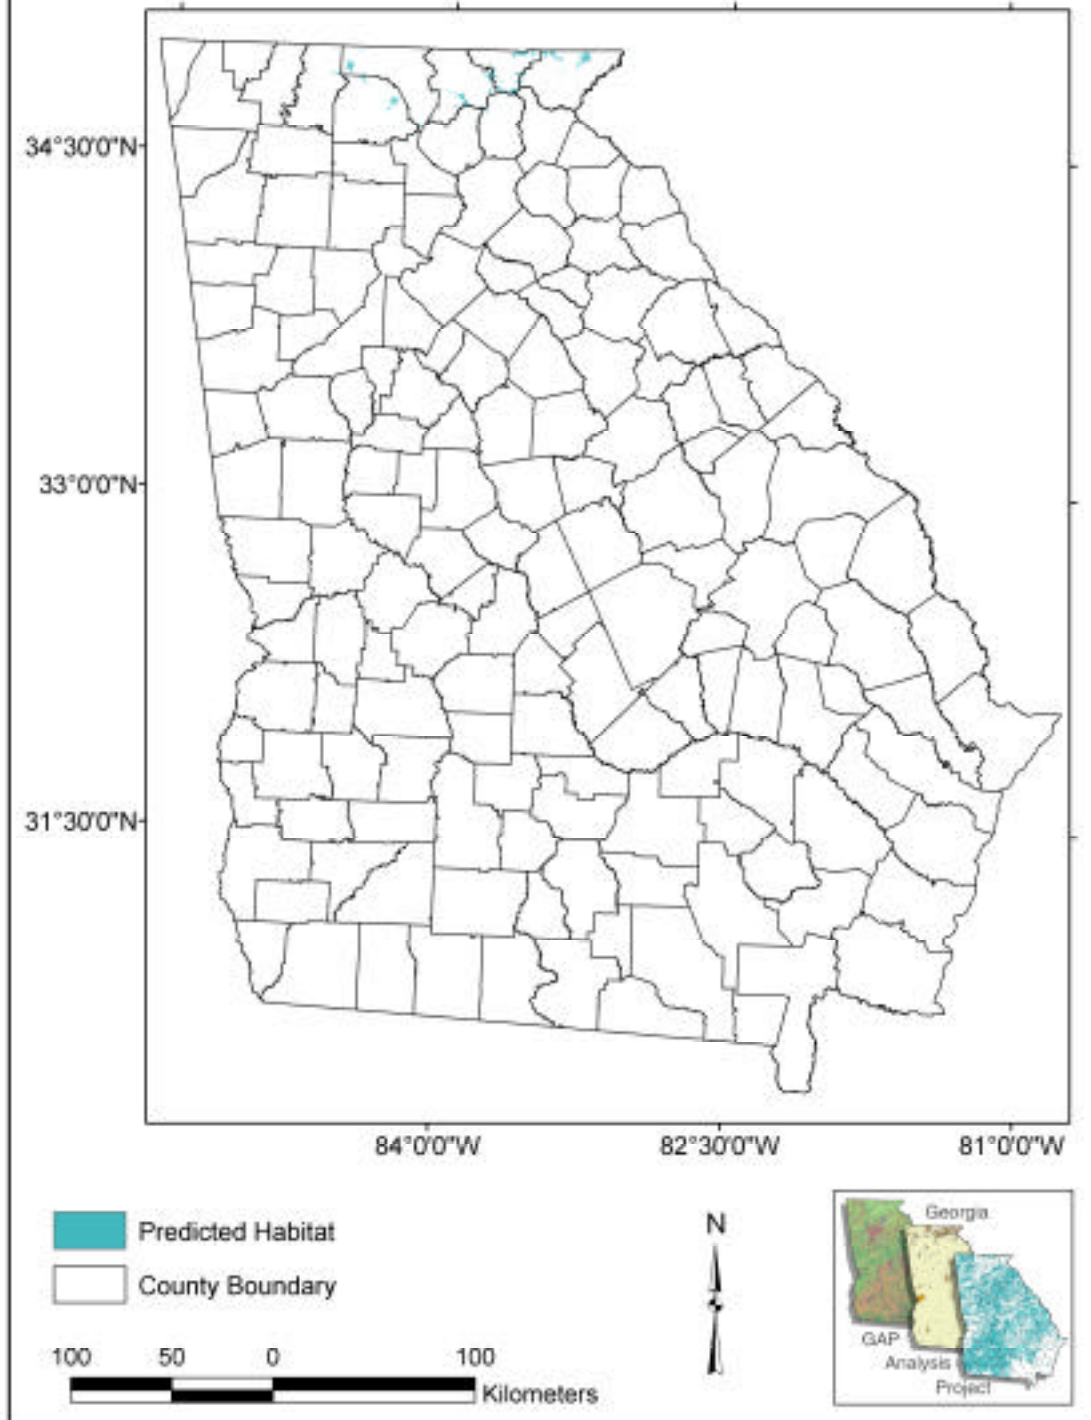 34°30'0"N
33°0'0"N
31°30'0"N
84°0'0"W 82°30'0"W 81°0'0"W
Predicted Habitat
County Boundary
N
100 50 0 100
Kilometers
Georgia
GAP
Analysis
Project